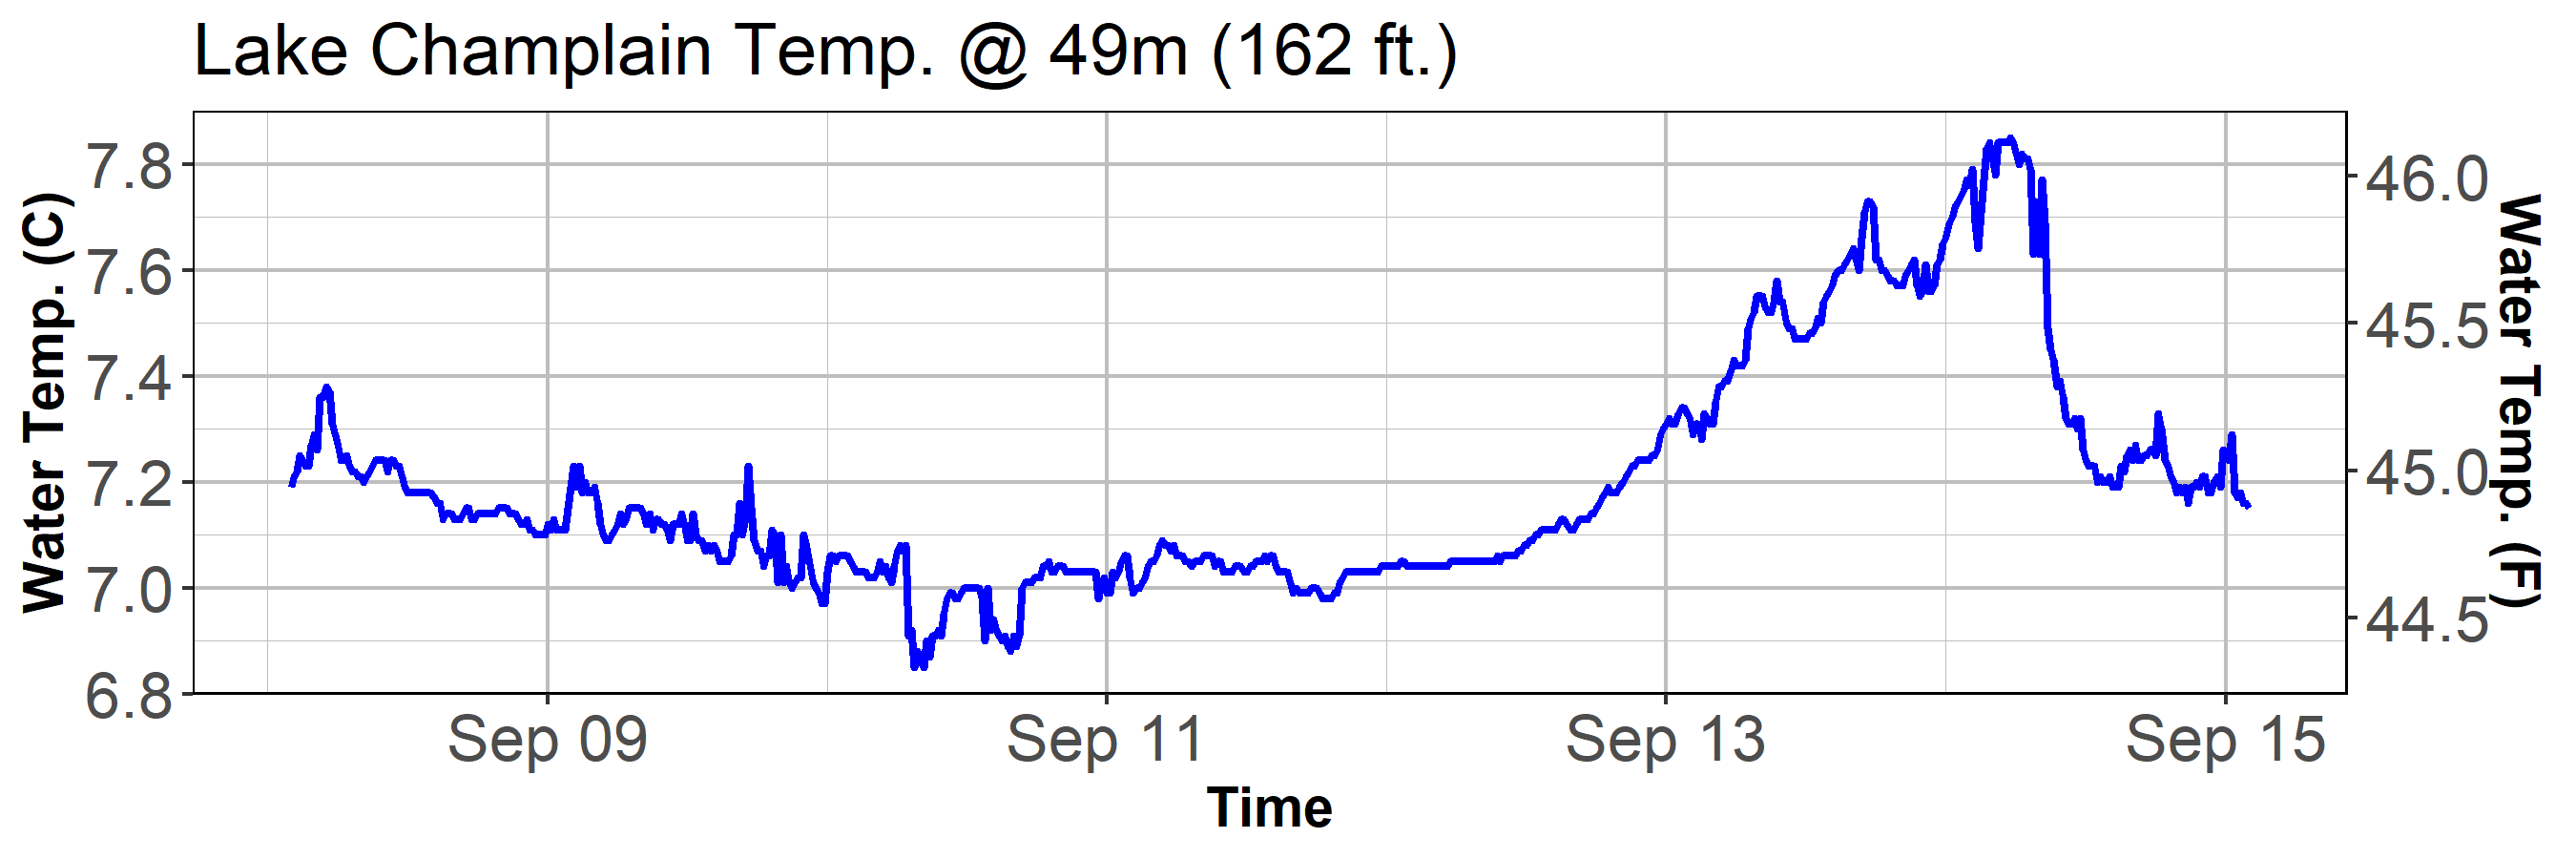 Lake Champlain Temp. @ 49m (162 ft.)
Water Temp. (C)
7.8
7.6
7.4
7.2
7.0
6.8
46.0
45.5
45.0
44.5
Water Temp. (F)
Sep 09
Sep 11
Sep 13
Sep 15
Time